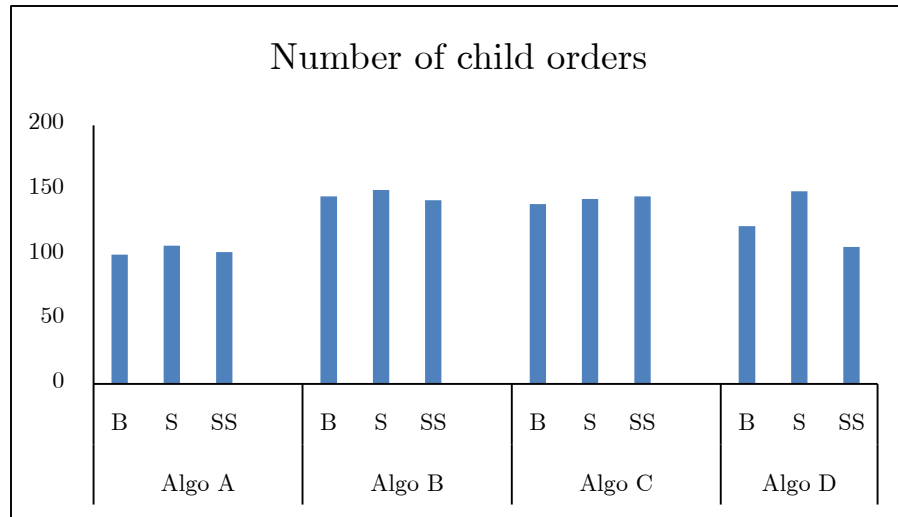 Number of child orders
200
150
100
50
0
B S SS B S SS B S SS B S SS
Algo A Algo B Algo C Algo D